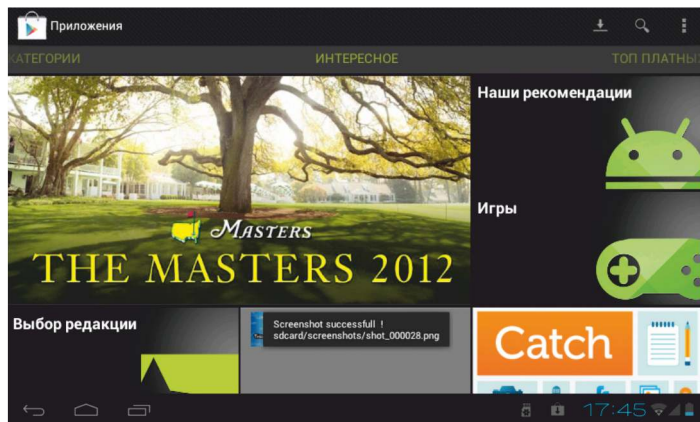 Приложения
КАТЕГОРИИ
ИНТЕРЕСНОЕ
ТОП ПЛАТНЫ
Наши рекомендации
Игры
MASTERS
THE MASTERS 2012
Выбор редакции
Screenshot successfull !
sdcard/screenshots/shot_000028.png
Catch
17:45